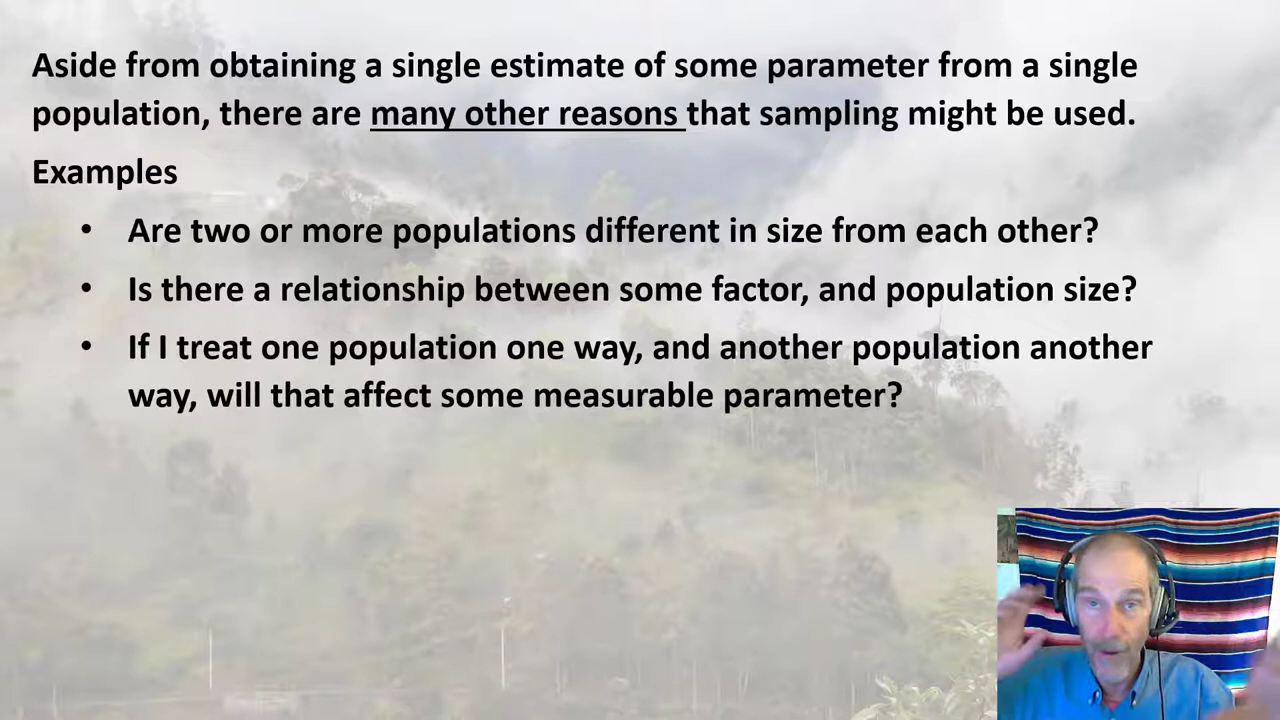 Aside from obtaining a single estimate of some parameter from a single
population, there are many other reasons that sampling might be used.
Examples
• Are two or more populations different in size from each other?
• Is there a relationship between some factor, and population size?
• If I treat one population one way, and another population another
way, will that affect some measurable parameter?